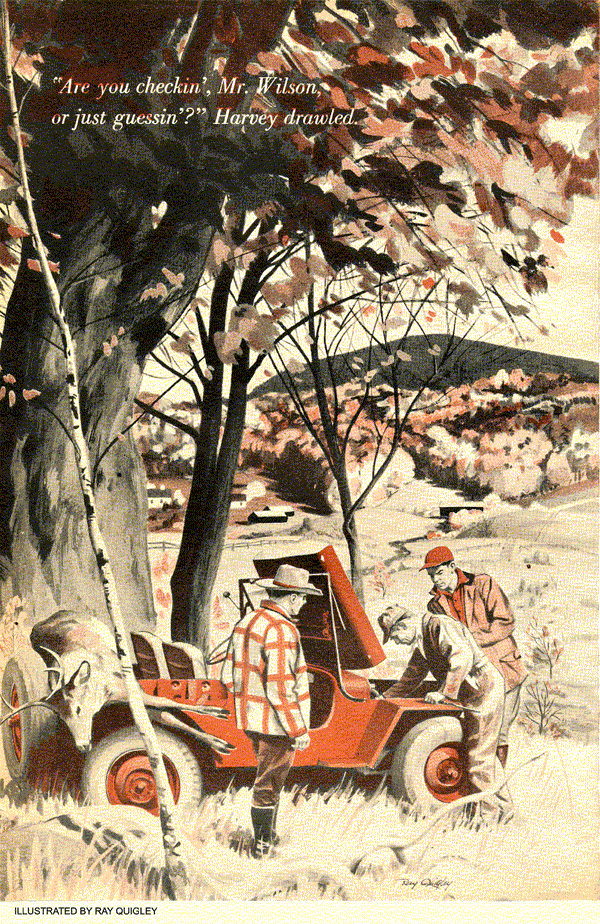 "Are you checkin', Mr. Wilson,
or just guessin'?" Harvey drawled.
Ray Quigley
ILLUSTRATED BY RAY QUIGLEY